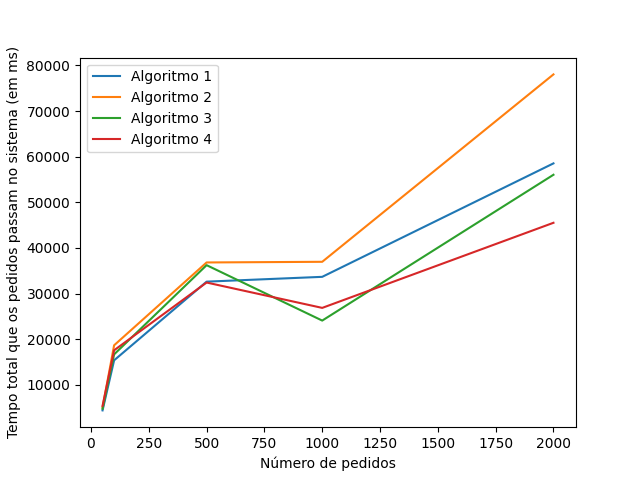 Algoritmo 1
Algoritmo 2
Algoritmo 3
Algoritmo 4
Tempo total que os pedidos passam no sistema (em ms)
80000
70000
60000
50000
40000
30000
20000
10000
0 250 500 750 1000 1250 1500 1750 2000
Número de pedidos